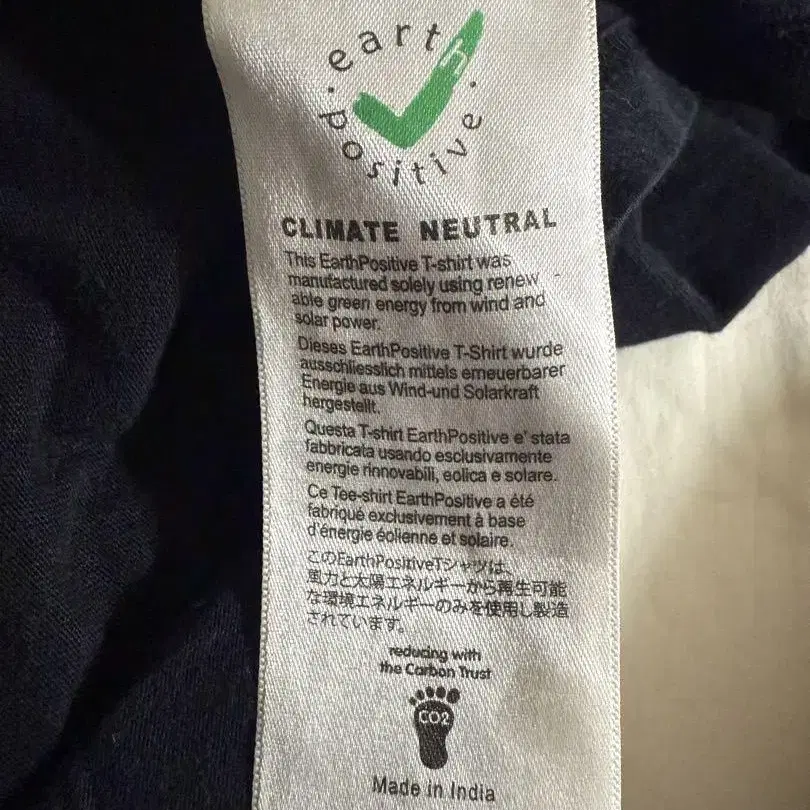 earth
positive
CLIMATE NEUTRAL
This EarthPositive T-shirt was
manufactured solely using renew -
able green energy from wind and
solar power.
Dieses EarthPositive T-Shirt wurde
ausschliesslich mittels erneuerbarer
Energie aus Wind-und Solarkraft
hergestellt.
Questa T-shirt EarthPositive e' stata
fabbricata usando esclusivamente
energie rinnovabili, eolica e solare.
Ce Tee-shirt EarthPositive a été
fabriqué exclusivement à base
d'énergie éolienne et solaire.
このEarthPositiveTシャツは、
風力と太陽エネルギーから再生可能
な環境エネルギーのみを使用し製造
されています。
reducing with
the Carbon Trust
CO2
Made in India